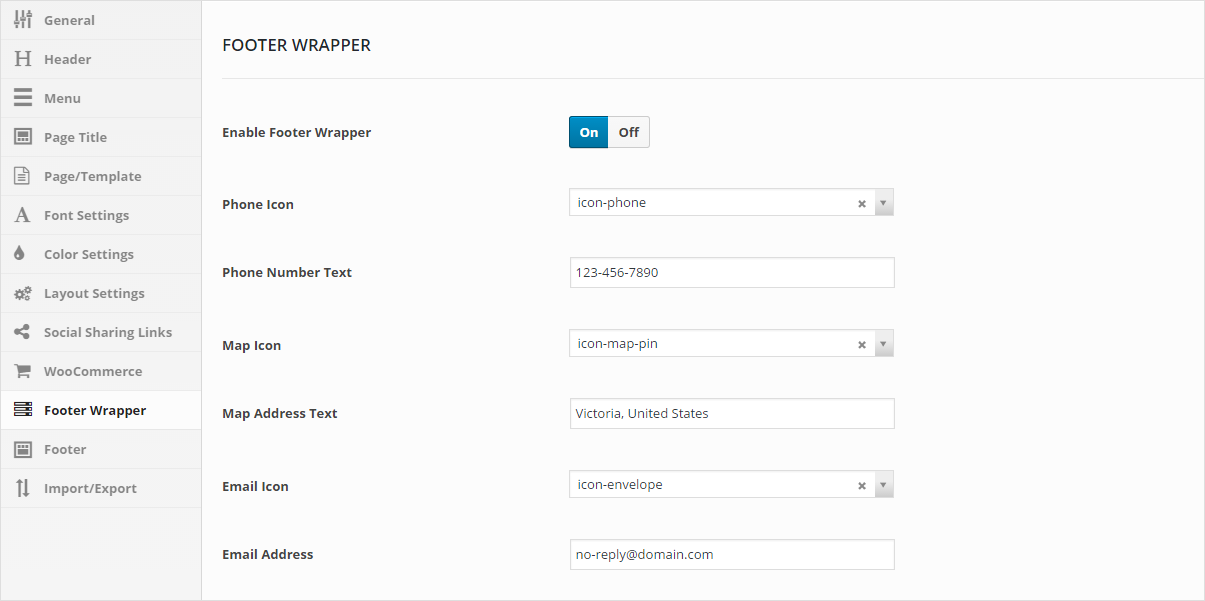 General
Header
Menu
Page Title
Page/Template
Font Settings
Color Settings
Layout Settings
Social Sharing Links
WooCommerce
Footer Wrapper
Footer
Import/Export
FOOTER WRAPPER
Enable Footer Wrapper On Off
Phone Icon icon-phone
Phone Number Text 123-456-7890
Map Icon icon-map-pin
Map Address Text Victoria, United States
Email Icon icon-envelope
Email Address no-reply@domain.com